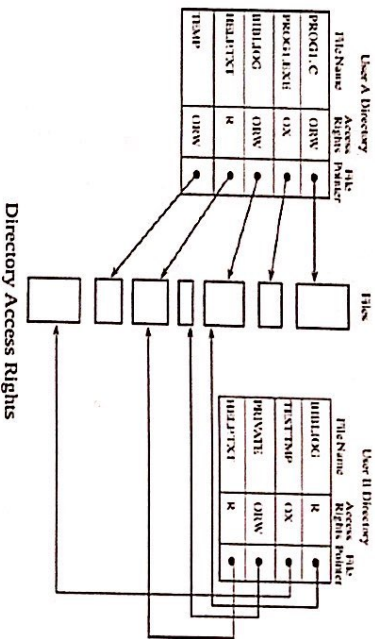 User A Directory
File Name Access Rights File Pointer
PROG1.C ORW
PROG1.EXE OX
BIBLIOG ORW
HELP.TXT R
TEMP ORW
Files
User B Directory
File Name Access Rights File Pointer
BIBLIOG R
TEST.TMP OX
PRIVATE ORW
HELP.TXT R
Directory Access Rights